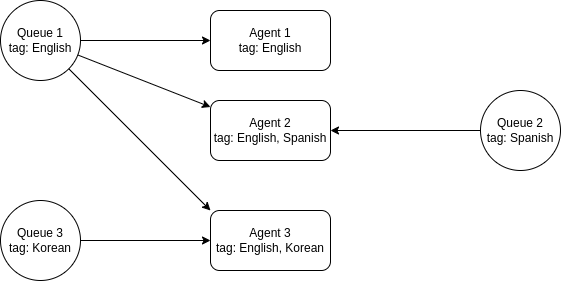 Queue 1
tag: English
Agent 1
tag: English
Agent 2
tag: English, Spanish
Queue 2
tag: Spanish
Queue 3
tag: Korean
Agent 3
tag: English, Korean